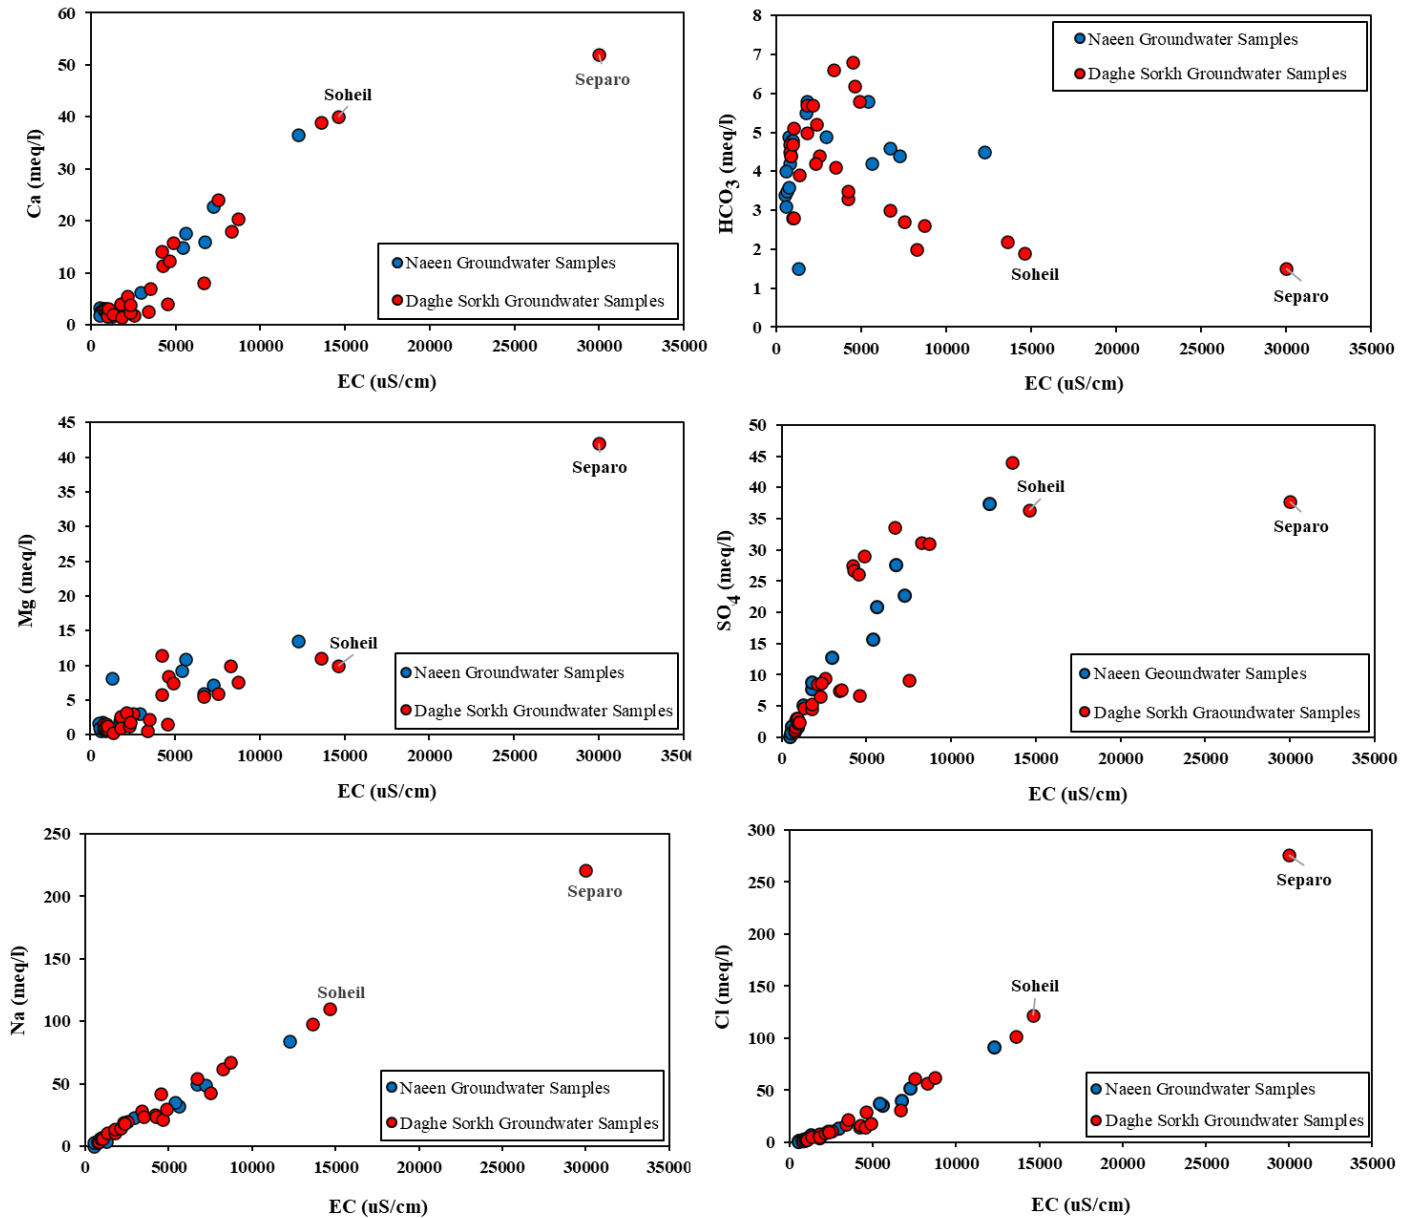 60
50
40
30
20
10
0
Ca (meq/l)
Separo
Soheil
Naeen Groundwater Samples
Daghe Sorkh Groundwater Samples
0 5000 10000 15000 20000 25000 30000 35000
EC (uS/cm)
8
7
6
5
4
3
2
1
0
HCO3 (meq/l)
Naeen Groundwater Samples
Daghe Sorkh Groundwater Samples
Soheil
Separo
0 5000 10000 15000 20000 25000 30000 35000
EC (uS/cm)
45
40
35
30
25
20
15
10
5
0
Mg (meq/l)
Separo
Soheil
Naeen Groundwater Samples
Daghe Sorkh Groundwater Samples
0 5000 10000 15000 20000 25000 30000 3500
EC (uS/cm)
50
45
40
35
30
25
20
15
10
5
0
SO4 (meq/l)
Soheil
Separo
Naeen Geoundwater Samples
Daghe Sorkh Graoundwater Samples
0 5000 10000 15000 20000 25000 30000 35000
EC (uS/cm)
250
200
150
100
50
0
Na (meq/l)
Separo
Soheil
Naeen Groundwater Samples
Daghe Sorkh Groundwater Samples
0 5000 10000 15000 20000 25000 30000 35000
EC (uS/cm)
300
250
200
150
100
50
0
Cl (meq/l)
Separo
Soheil
Naeen Groundwater Samples
Daghe Sorkh Groundwater Samples
0 5000 10000 15000 20000 25000 30000 35000
EC (uS/cm)